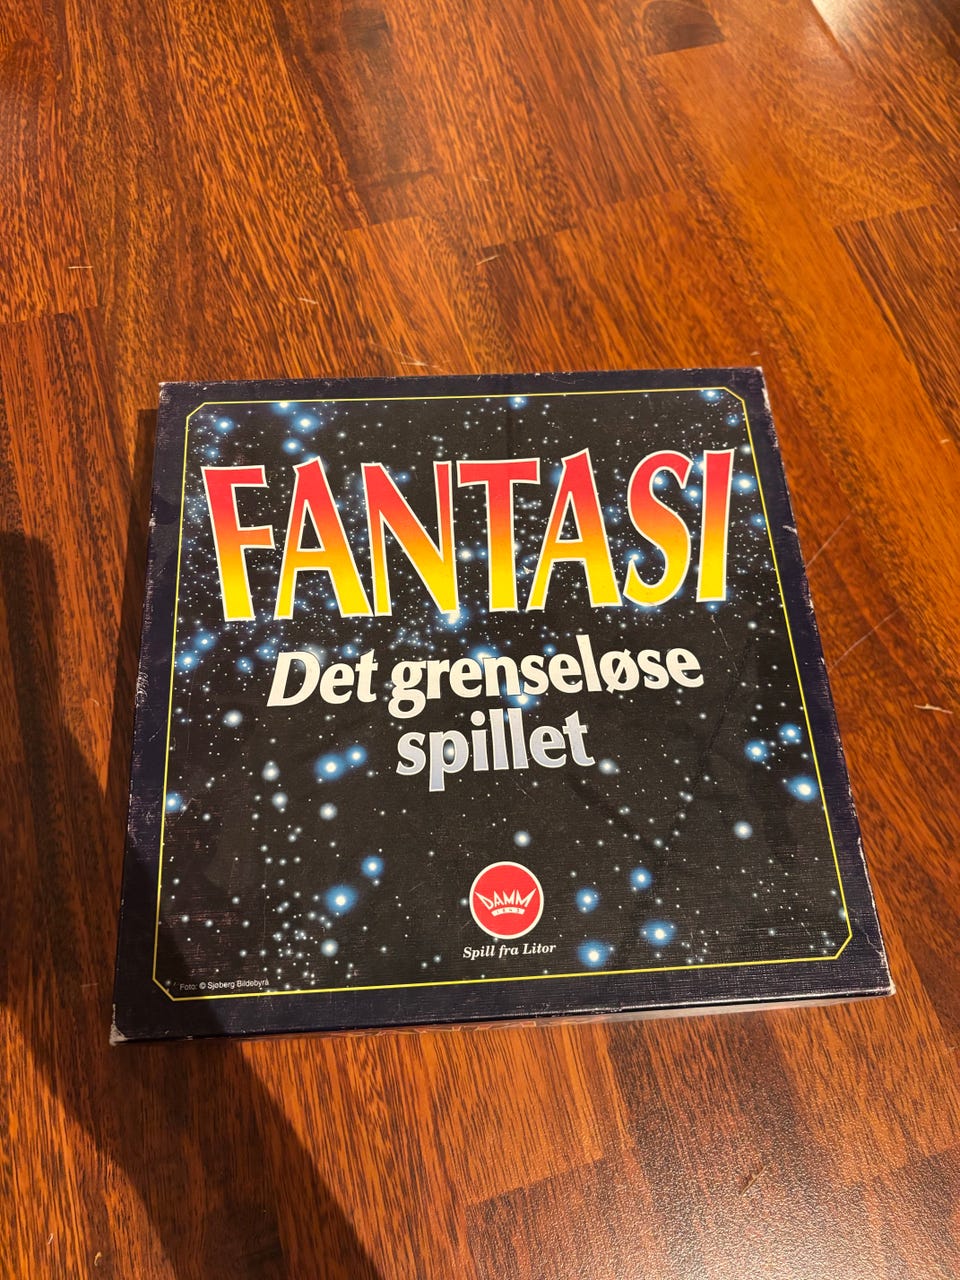 FANTASI
Det grenseløse
spillet
DAMM
Spill fra Litor
Foto: © Sjøberg Bildebyrå